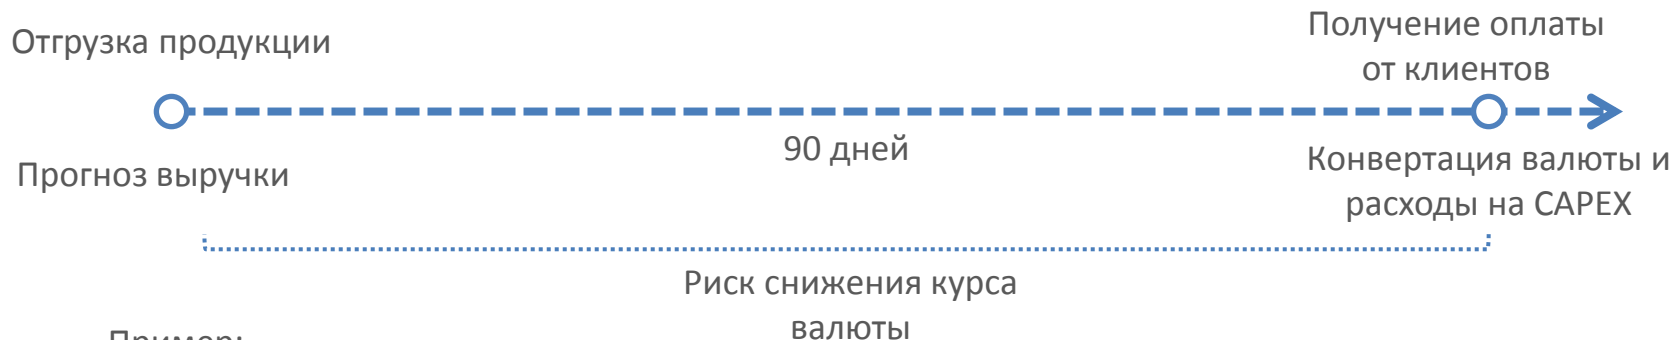 Отгрузка продукции
Получение оплаты
от клиентов
90 дней
Прогноз выручки
Конвертация валюты и
расходы на CAPEX
Риск снижения курса
валюты
Пример: